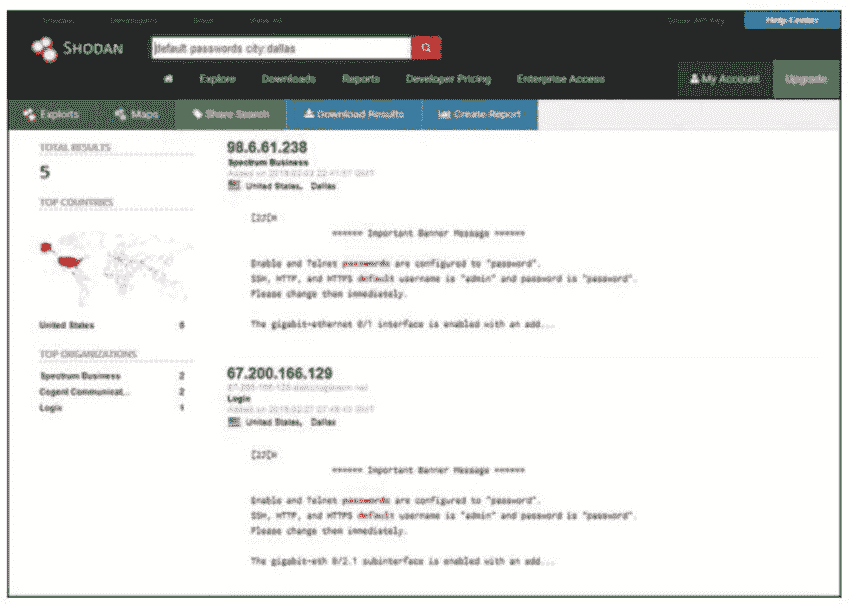 Help Center
SHODAN
default passwords city dallas
Explore
Downloads
Reports
Developer Pricing
Enterprise Access
My Account
Upgrade
Exploits
Maps
Share Search
Download Results
Create Report
TOTAL RESULTS
5
TOP COUNTRIES
United States
TOP ORGANIZATIONS
Spectrum Business 2
Cogent Communicat... 2
Logix 1
98.6.61.238
Spectrum Business
United States, Dallas
====== Important Banner Message ======
Enable and Telnet passwords are configured to "password".
SSH, HTTP, and HTTPS default username is "admin" and password is "password".
Please change them immediately.
The gigabit-ethernet 0/1 interface is enabled with an add...
67.200.166.129
Logix
United States, Dallas
====== Important Banner Message ======
Enable and Telnet passwords are configured to "password".
SSH, HTTP, and HTTPS default username is "admin" and password is "password".
Please change them immediately.
The gigabit-eth 0/2.1 subinterface is enabled with an add...